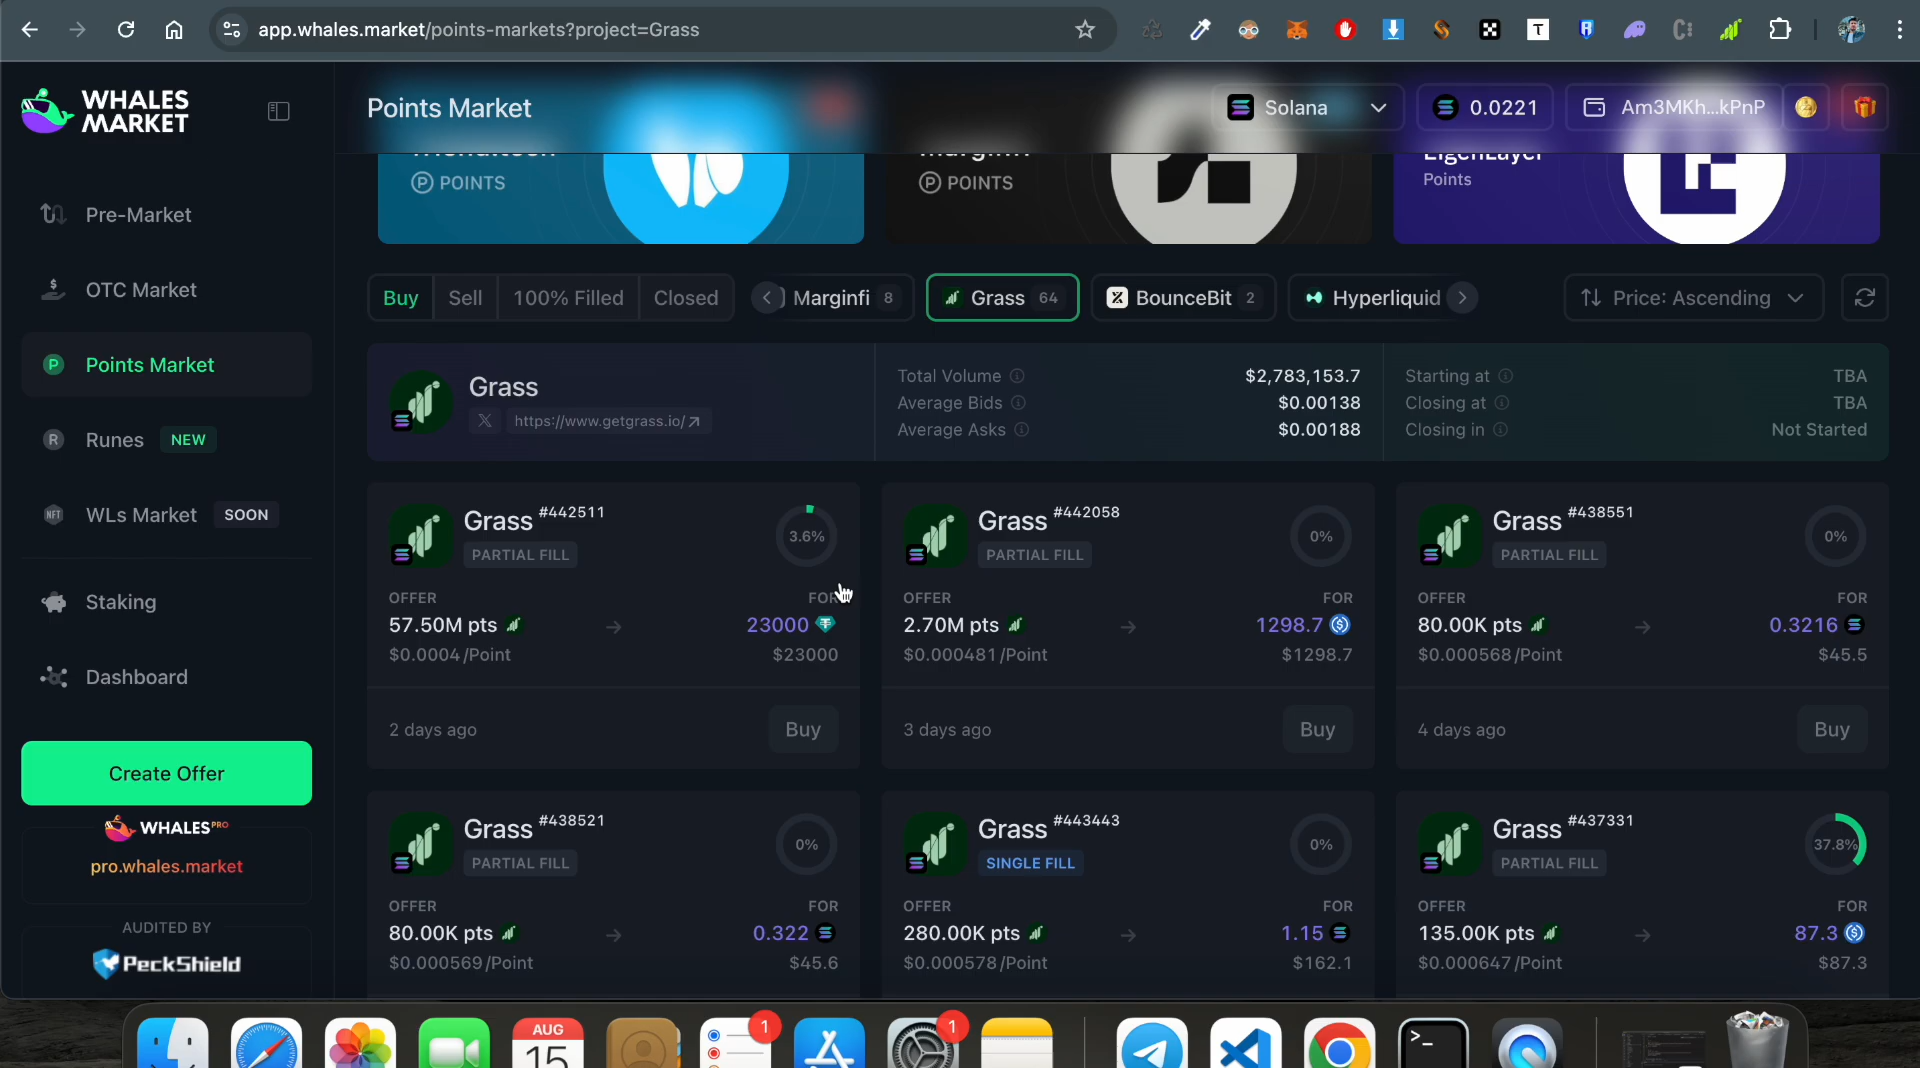 app.whales.market/points-markets?project=Grass
WHALES
MARKET
Points Market
Solana
0.0221
Am3MKh...kPnP
POINTS
POINTS
EigenLayer
Points
Pre-Market
OTC Market
Points Market
Runes NEW
WLs Market SOON
Staking
Dashboard
Create Offer
WHALES PRO
pro.whales.market
AUDITED BY
PeckShield
Buy Sell 100% Filled Closed
Marginfi 8
Grass 64
BounceBit 2
Hyperliquid
Price: Ascending
Grass
https://www.getgrass.io/
Total Volume $2,783,153.7
Average Bids $0.00138
Average Asks $0.00188
Starting at TBA
Closing at TBA
Closing in Not Started
Grass #442511
PARTIAL FILL
3.6%
OFFER FOR
57.50M pts 23000
$0.0004/Point $23000
2 days ago Buy
Grass #442058
PARTIAL FILL
0%
OFFER FOR
2.70M pts 1298.7
$0.000481/Point $1298.7
3 days ago Buy
Grass #438551
PARTIAL FILL
0%
OFFER FOR
80.00K pts 0.3216
$0.000568/Point $45.5
4 days ago Buy
Grass #438521
PARTIAL FILL
0%
OFFER FOR
80.00K pts 0.322
$0.000569/Point $45.6
Grass #443443
SINGLE FILL
0%
OFFER FOR
280.00K pts 1.15
$0.000578/Point $162.1
Grass #437331
PARTIAL FILL
37.8%
OFFER FOR
135.00K pts 87.3
$0.000647/Point $87.3
AUG
15
1
1